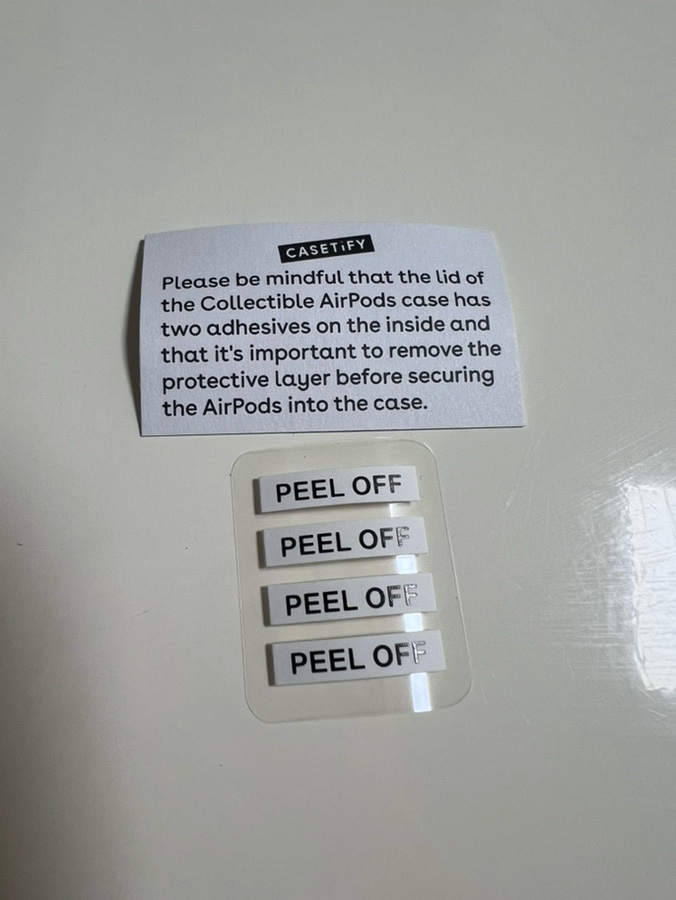 CASETiFY
Please be mindful that the lid of
the Collectible AirPods case has
two adhesives on the inside and
that it's important to remove the
protective layer before securing
the AirPods into the case.
PEEL OFF
PEEL OFF
PEEL OFF
PEEL OFF